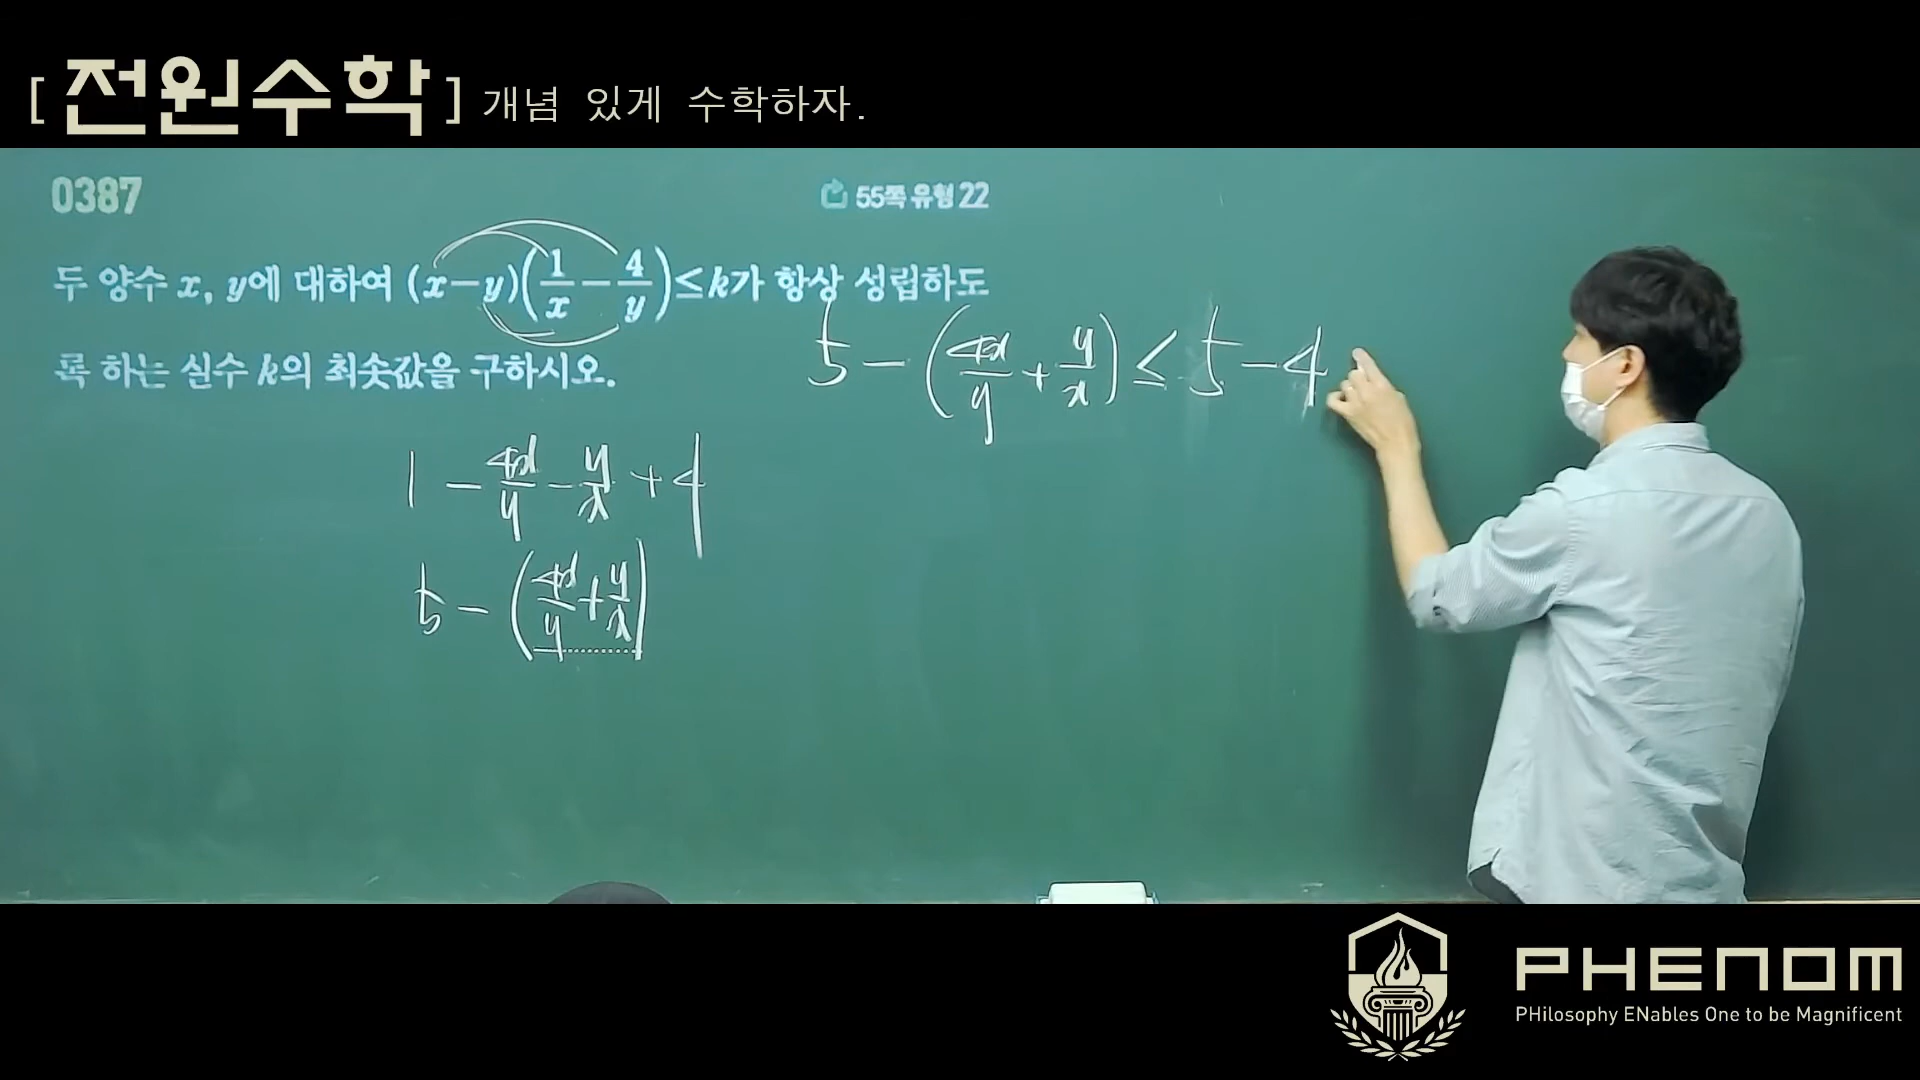 [전원수학] 개념 있게 수학하자.
0387
55쪽 유형 22
두 양수 x, y에 대하여 (x-y)(1/x - 4/y)≤k가 항상 성립하도
록 하는 실수 k의 최솟값을 구하시오.
5 - (4x/y + y/x) ≤ 5 - 4
1 - 4x/y - y/x + 4
5 - (4x/y + y/x)
PHENOM
PHilosophy ENables One to be Magnificent